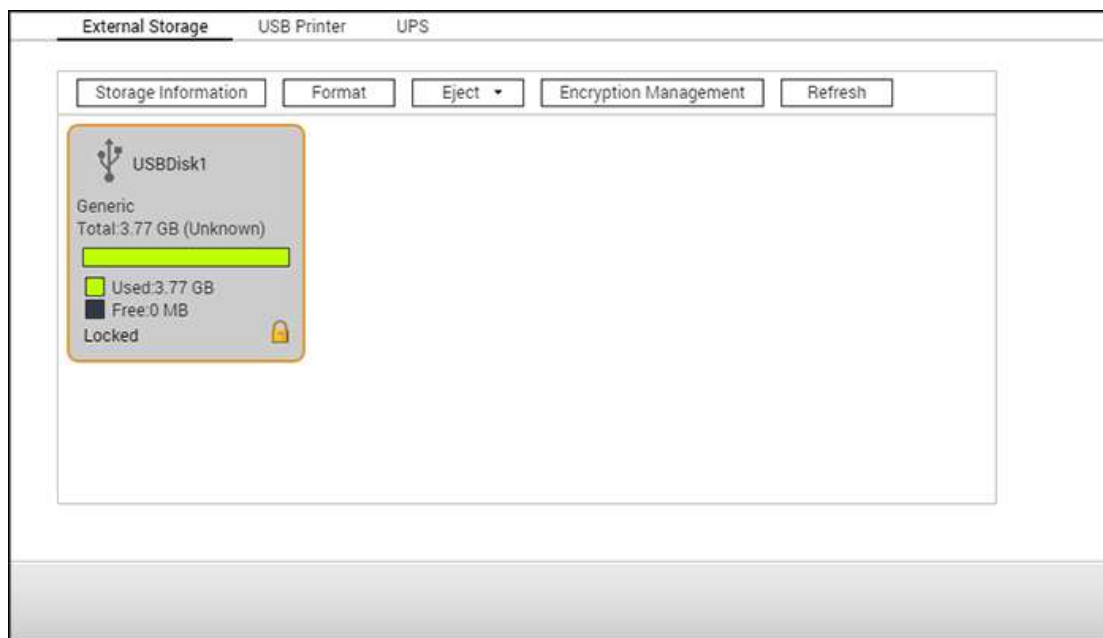 External Storage USB Printer UPS
Storage Information Format Eject Encryption Management Refresh
USBDisk1
Generic
Total:3.77 GB (Unknown)
Used:3.77 GB
Free:0 MB
Locked